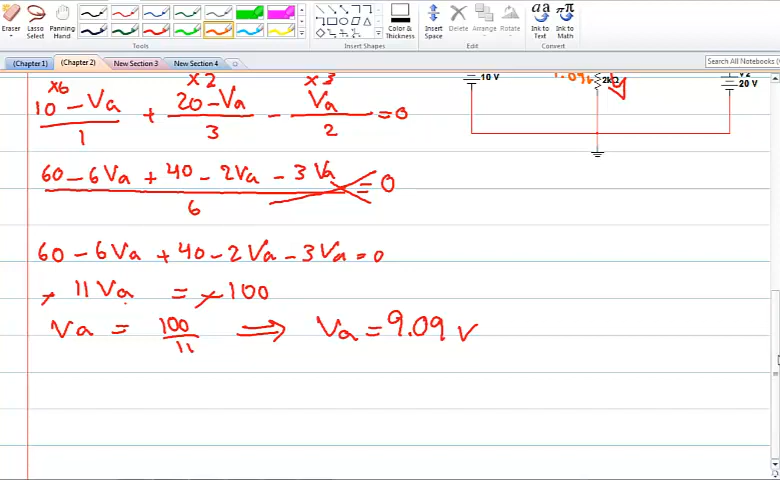 Eraser
Lasso Select
Panning Hand
Tools
Insert Shapes
Color & Thickness
Insert Space
Delete
Arrange
Rotate
Edit
Ink to Text
Ink to Math
Convert
(Chapter 1)
(Chapter 2)
New Section 3
New Section 4
Search All Notebooks (C
x6 x2 x3
10 - Va / 1 + 20 - Va / 3 - Va / 2 = 0
60 - 6Va + 40 - 2Va - 3Va / 6 = 0
60 - 6Va + 40 - 2Va - 3Va = 0
- 11Va = - 100
Va = 100 / 11 ⟹ Va = 9.09 v
10 V
2kΩ
20 V